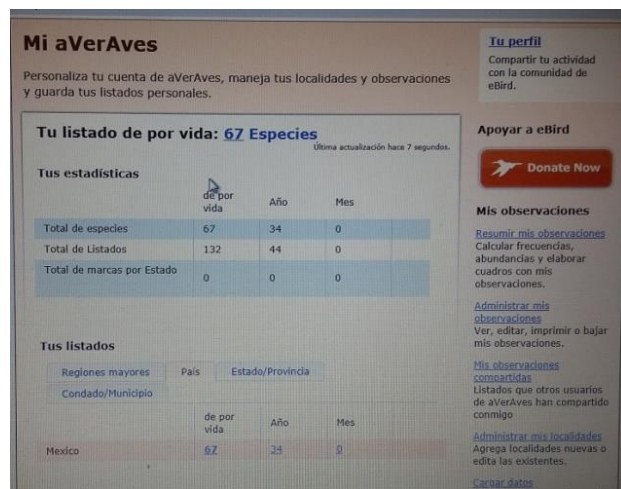 Mi aVerAves
Personaliza tu cuenta de aVerAves, maneja tus localidades y observaciones
y guarda tus listados personales.
Tu listado de por vida: 67 Especies
Última actualización hace 7 segundos.
Tus estadísticas
de por
vida
Año
Mes
Total de especies 67 34 0
Total de Listados 132 44 0
Total de marcas por Estado 0 0 0
Tus listados
Regiones mayores País Estado/Provincia
Condado/Municipio
de por
vida
Año
Mes
Mexico 67 34 0
Tu perfil
Compartir tu actividad
con la comunidad de
eBird.
Apoyar a eBird
Donate Now
Mis observaciones
Resumir mis observaciones
Calcular frecuencias,
abundancias y elaborar
cuadros con mis
observaciones.
Administrar mis
observaciones
Ver, editar, imprimir o bajar
mis observaciones.
Mis observaciones
compartidas
Listados que otros usuarios
de aVerAves han compartido
conmigo
Administrar mis localidades
Agrega localidades nuevas o
edita las existentes.
Cargar datos